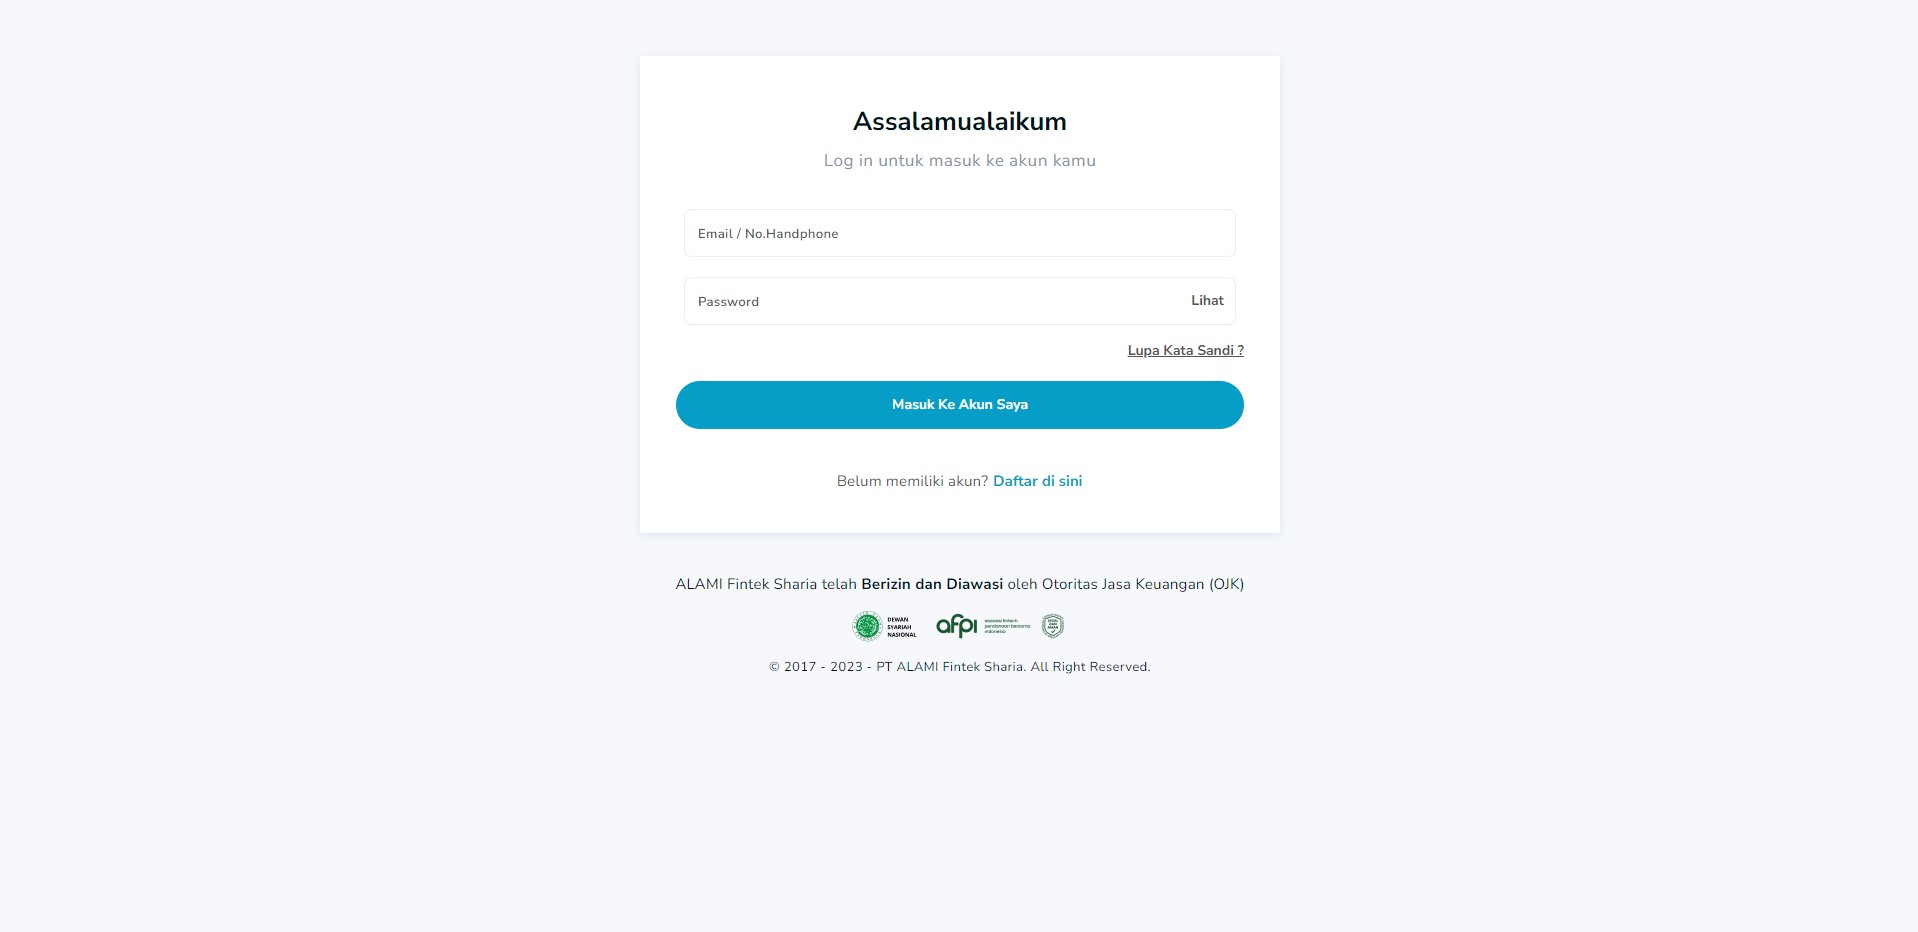 Assalamualaikum
Log in untuk masuk ke akun kamu
Email / No.Handphone
Password
Lihat
Lupa Kata Sandi ?
Masuk Ke Akun Saya
Belum memiliki akun? Daftar di sini
ALAMI Fintek Sharia telah Berizin dan Diawasi oleh Otoritas Jasa Keuangan (OJK)
DEWAN
SYARIAH
NASIONAL
afpi
asosiasi fintech
pendanaan bersama
indonesia
© 2017 - 2023 - PT ALAMI Fintek Sharia. All Right Reserved.